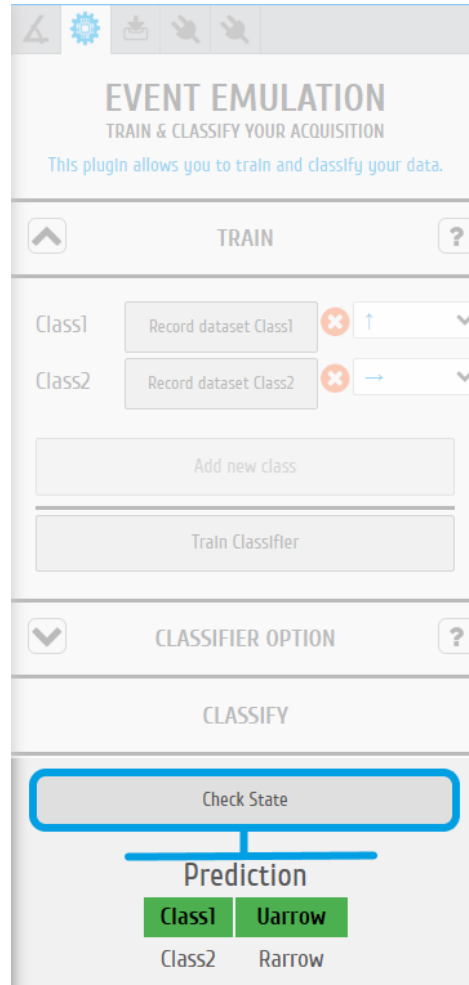 EVENT EMULATION
TRAIN & CLASSIFY YOUR ACQUISITION
This plugin allows you to train and classify your data.
TRAIN ?
Class1 Record dataset Class1 ↑
Class2 Record dataset Class2 →
Add new class
Train Classifier
CLASSIFIER OPTION ?
CLASSIFY
Check State
Prediction
Class1 Uarrow
Class2 Rarrow